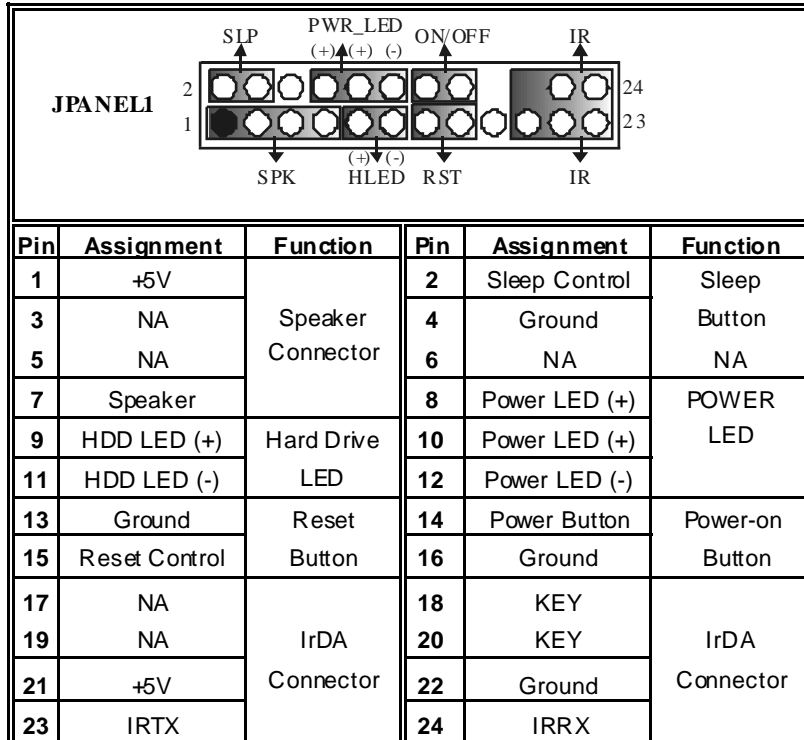 SLP PWR_LED ON/OFF IR
(+) (+) (-)
JPANEL1
2 24
1 23
(+) (-)
SPK HLED RST IR
Pin Assignment Function Pin Assignment Function
1 +5V Speaker Connector 2 Sleep Control Sleep Button
3 NA 4 Ground
5 NA 6 NA NA
7 Speaker 8 Power LED (+) POWER LED
9 HDD LED (+) Hard Drive LED 10 Power LED (+)
11 HDD LED (-) 12 Power LED (-)
13 Ground Reset Button 14 Power Button Power-on Button
15 Reset Control 16 Ground
17 NA IrDA Connector 18 KEY IrDA Connector
19 NA 20 KEY
21 +5V 22 Ground
23 IRTX 24 IRRX